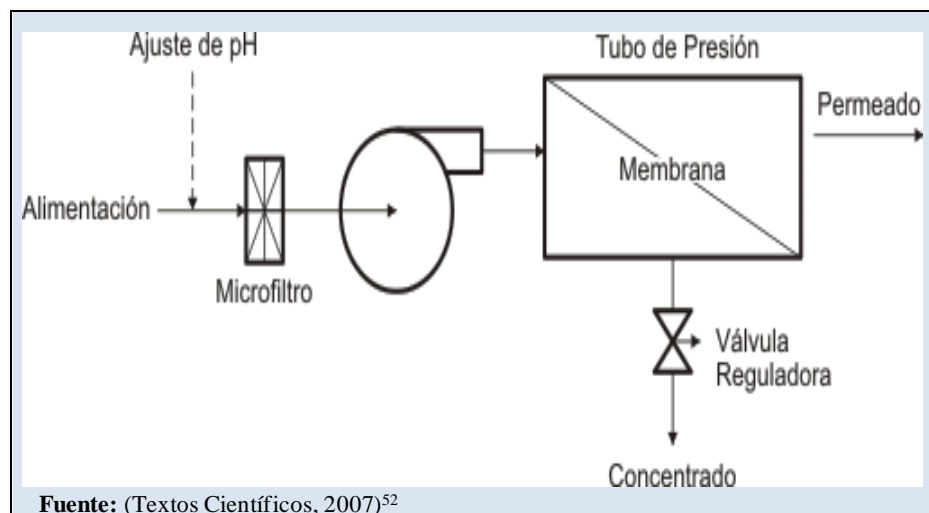 Ajuste de pH
Tubo de Presión
Permeado
Membrana
Alimentación
Microfiltro
Válvula
Reguladora
Concentrado
Fuente: (Textos Científicos, 2007)52